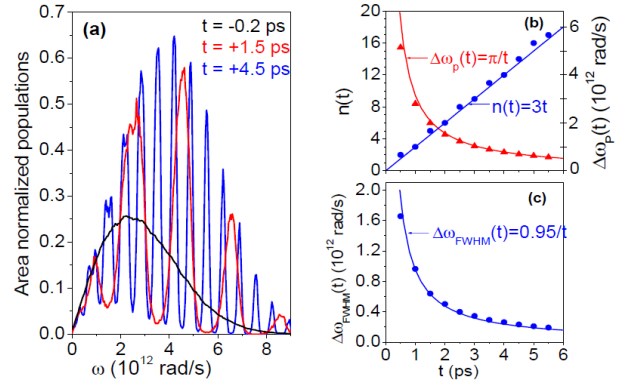 (a)
t = -0.2 ps
t = +1.5 ps
t = +4.5 ps
Area normalized populations
0.7
0.6
0.5
0.4
0.3
0.2
0.1
0.0
0 2 4 6 8
ω (10¹² rad/s)
(b)
Δωₚ(t)=π/t
n(t)=3t
n(t)
20
16
12
8
4
0
6
5
4
3
2
1
0
Δω_P(t) (10¹² rad/s)
(c)
Δω_FWHM(t)=0.95/t
Δω_FWHM(t) (10¹² rad/s)
2.0
1.6
1.2
0.8
0.4
0.0
0 1 2 3 4 5 6
t (ps)